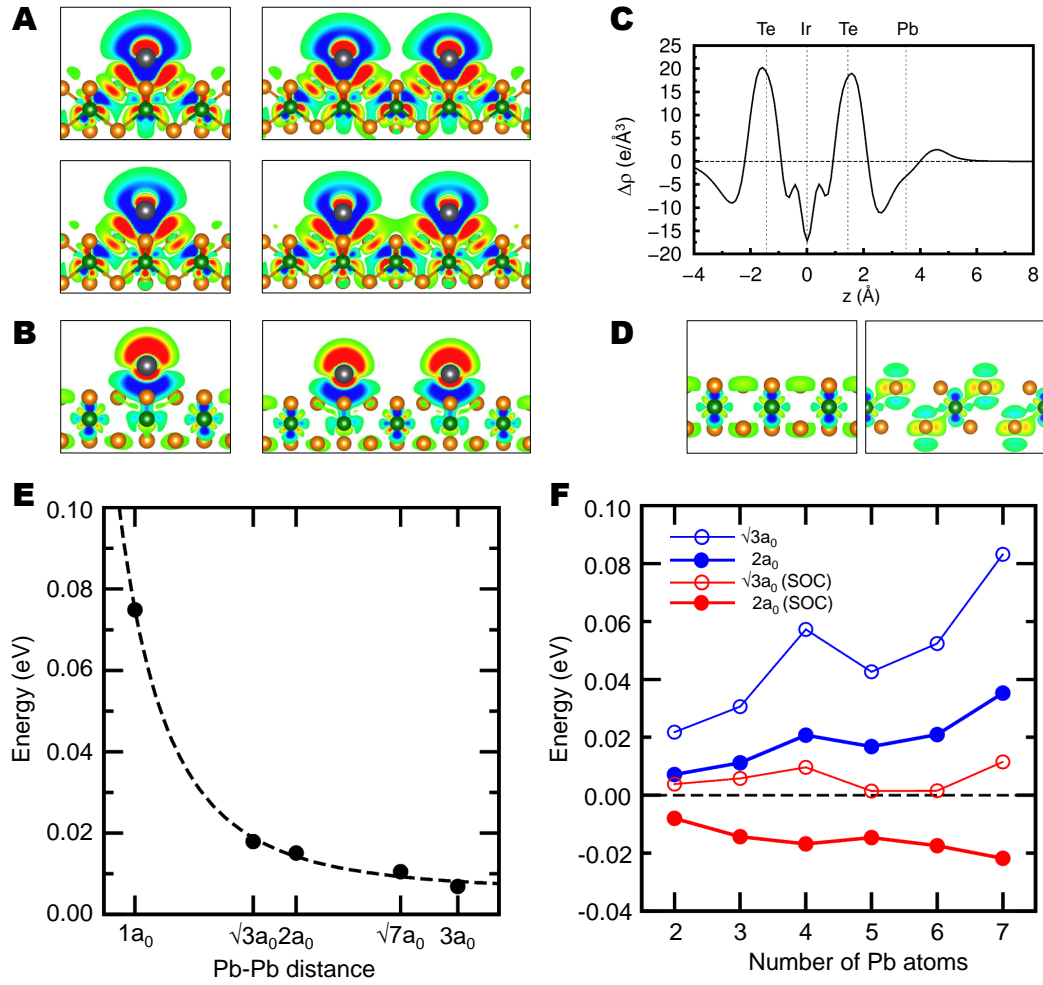 A
C
Te Ir Te Pb
25
20
15
10
5
0
−5
−10
−15
−20
Δρ (e/Å³)
−4 −2 0 2 4 6 8
z (Å)
B
D
E
0.10
0.08
0.06
0.04
0.02
0.00
Energy (eV)
1a₀ √3a₀ 2a₀ √7a₀ 3a₀
Pb-Pb distance
F
√3a₀
2a₀
√3a₀ (SOC)
2a₀ (SOC)
0.10
0.08
0.06
0.04
0.02
0.00
-0.02
-0.04
Energy (eV)
2 3 4 5 6 7
Number of Pb atoms